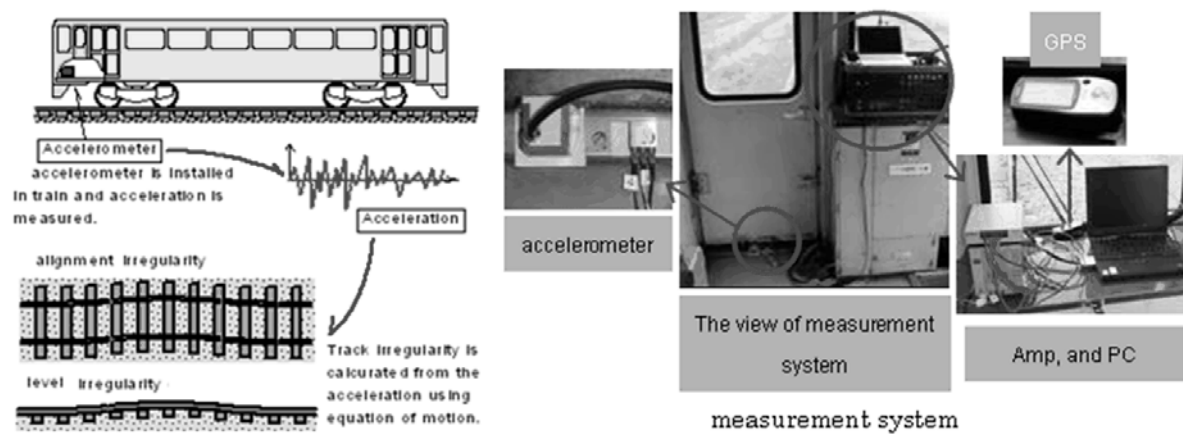 Accelerometer
accelerometer is installed
in train and acceleration is
measured.
Acceleration
alignment irregularity
level irregularity
Track irregularity is
calcurated from the
acceleration using
equation of motion.
accelerometer
The view of measurement
system
GPS
Amp, and PC
measurement system